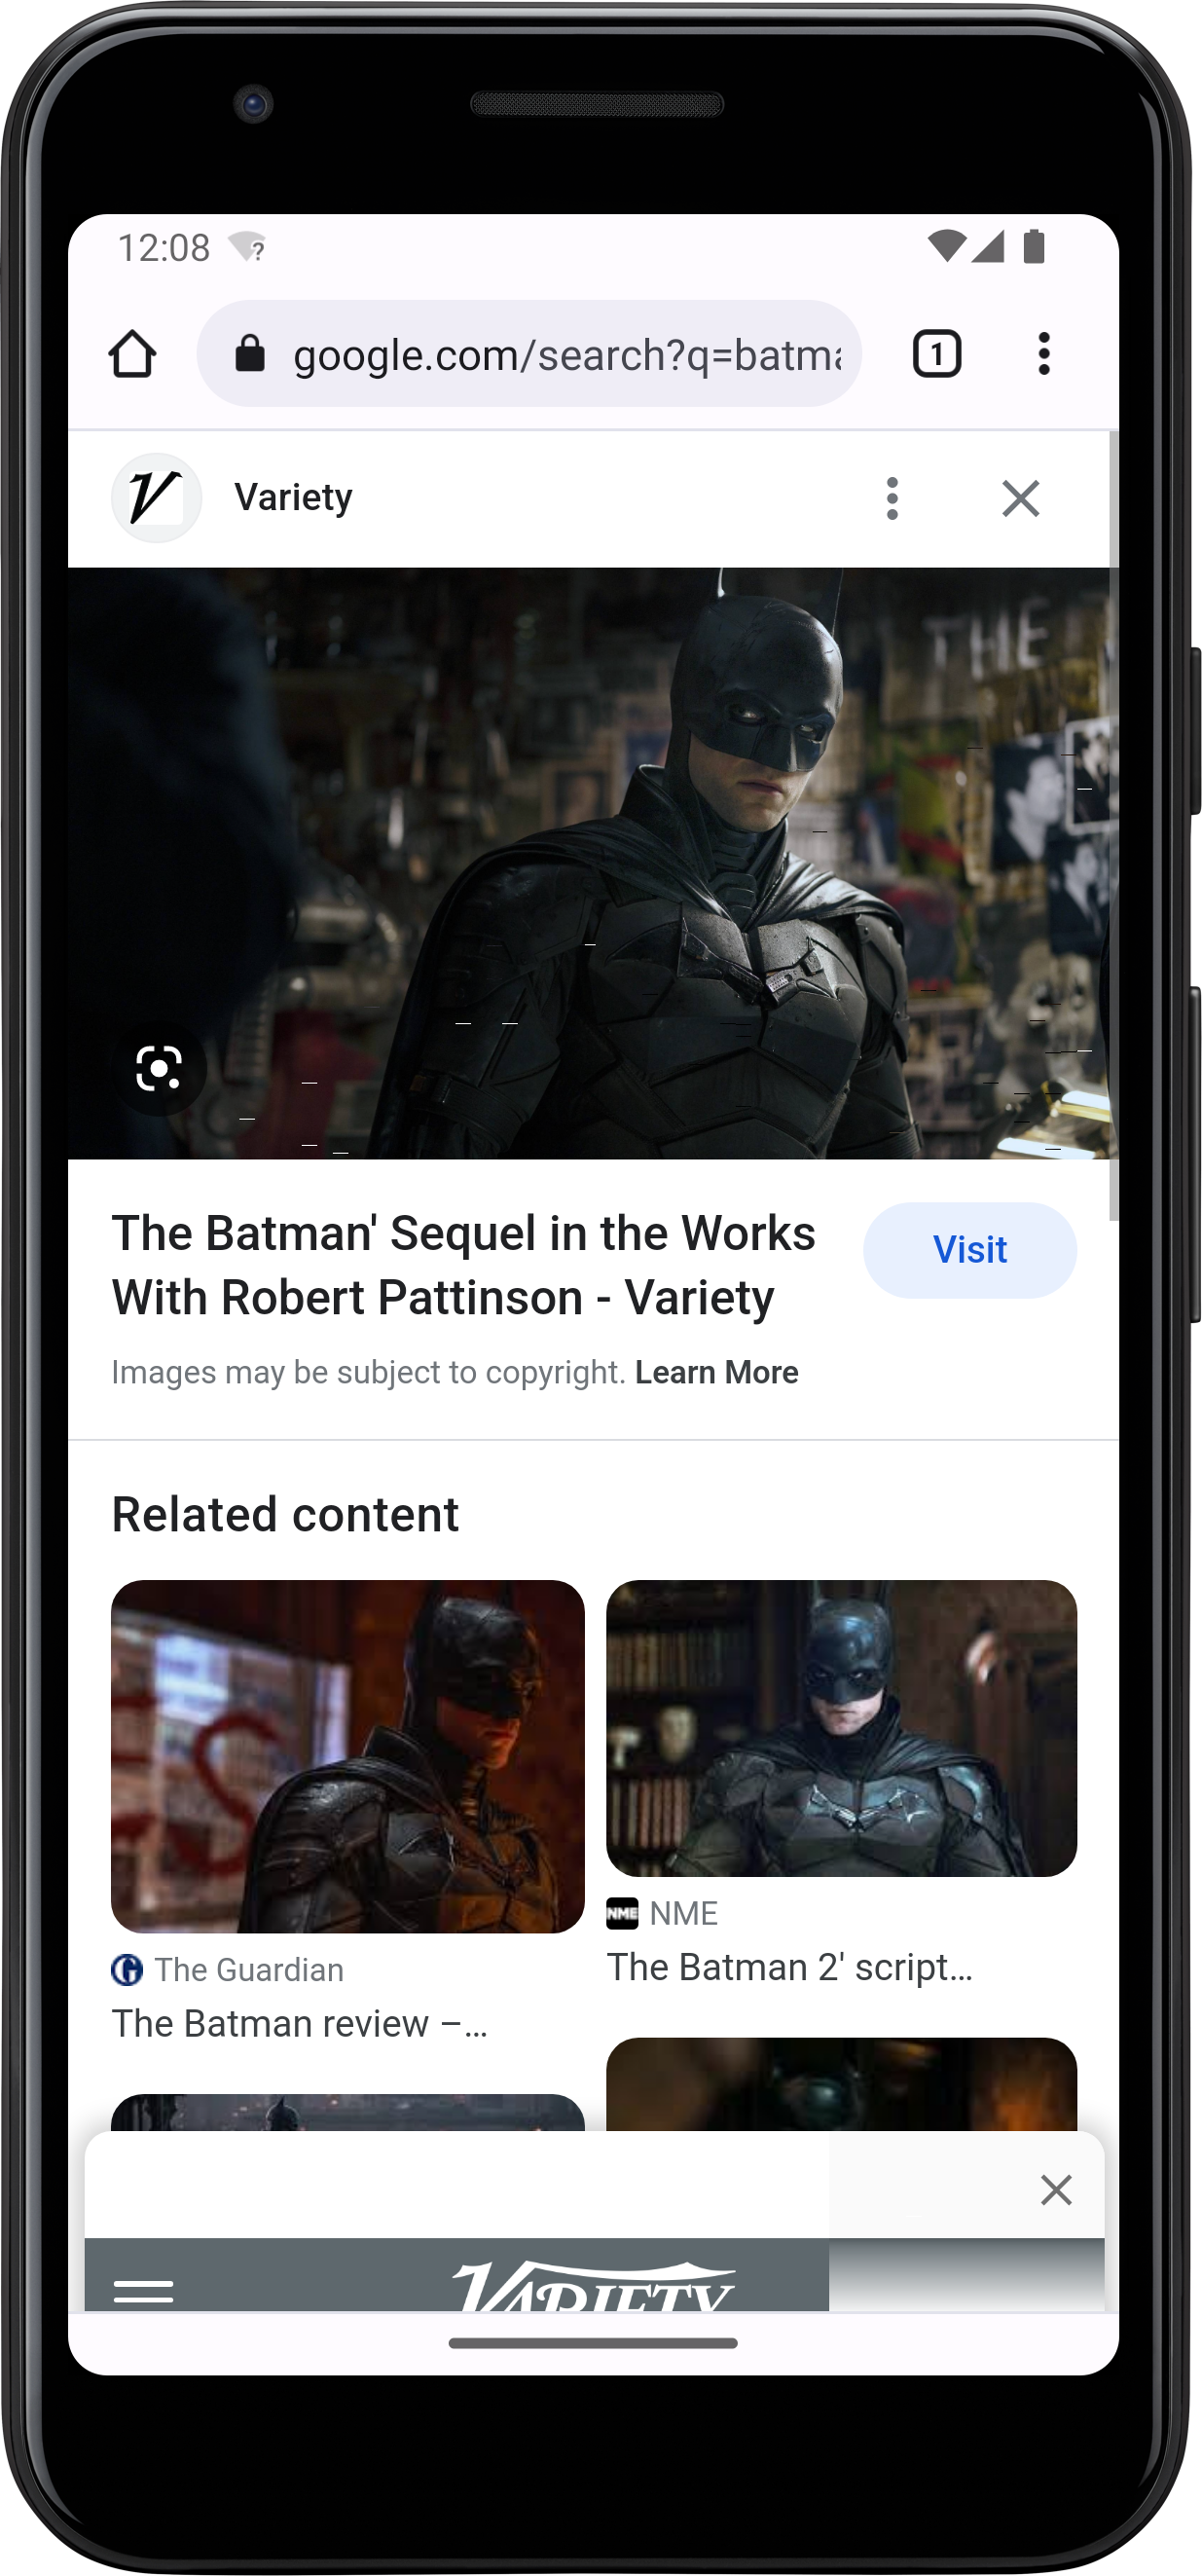 12:08
google.com/search?q=batma
1
Variety
THE
The Batman' Sequel in the Works
With Robert Pattinson - Variety
Visit
Images may be subject to copyright. Learn More
Related content
NME NME
The Guardian
The Batman 2' script...
The Batman review –...
VARIETY